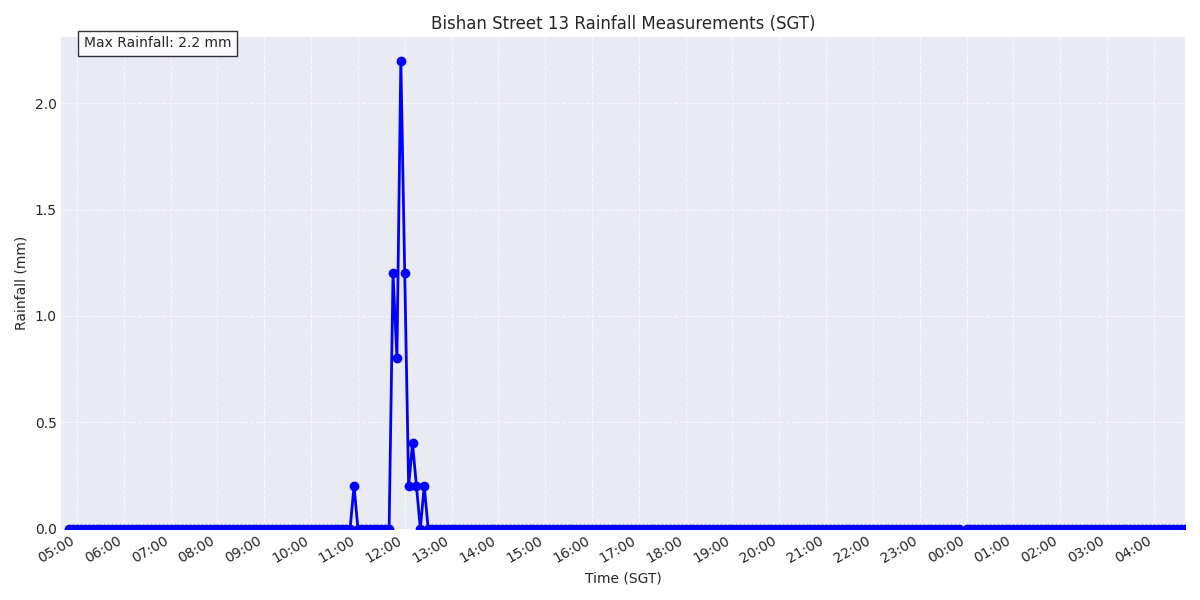 Bishan Street 13 Rainfall Measurements (SGT)
Max Rainfall: 2.2 mm
2.0
1.5
1.0
0.5
0.0
Rainfall (mm)
05:00 06:00 07:00 08:00 09:00 10:00 11:00 12:00 13:00 14:00 15:00 16:00 17:00 18:00 19:00 20:00 21:00 22:00 23:00 00:00 01:00 02:00 03:00 04:00
Time (SGT)